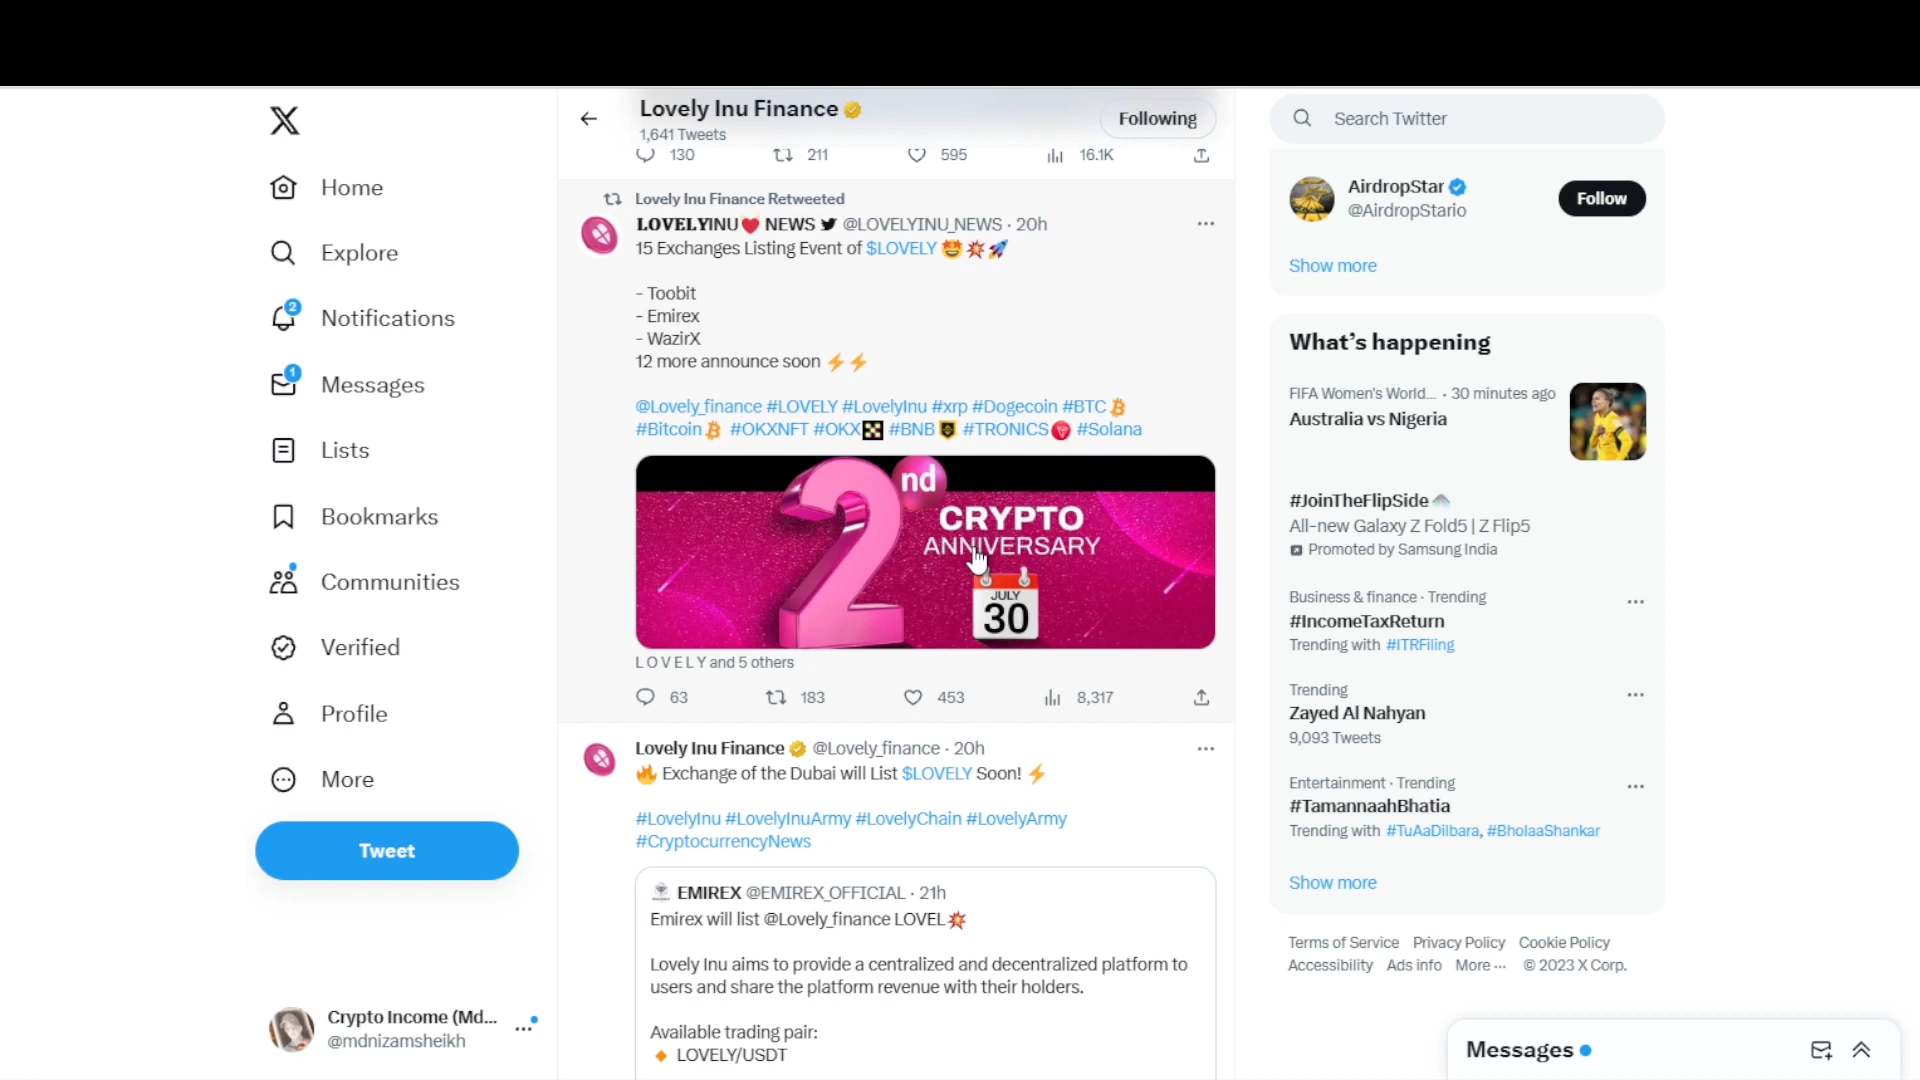 X
Home
Explore
2
Notifications
1
Messages
Lists
Bookmarks
Communities
Verified
Profile
More
Tweet
Crypto Income (Md...
@mdnizamsheikh
Lovely Inu Finance
1,641 Tweets
Following
130 211 595 16.1K
Lovely Inu Finance Retweeted
LOVELYINU❤️ NEWS @LOVELYINU_NEWS · 20h
15 Exchanges Listing Event of $LOVELY 🤩💥🚀
- Toobit
- Emirex
- WazirX
12 more announce soon ⚡⚡
@Lovely_finance #LOVELY #LovelyInu #xrp #Dogecoin #BTC
#Bitcoin #OKXNFT #OKX #BNB #TRONICS #Solana
2nd
CRYPTO
ANNIVERSARY
JULY
30
L O V E L Y and 5 others
63 183 453 8,317
Lovely Inu Finance @Lovely_finance · 20h
🔥 Exchange of the Dubai will List $LOVELY Soon! ⚡
#LovelyInu #LovelyInuArmy #LovelyChain #LovelyArmy
#CryptocurrencyNews
EMIREX @EMIREX_OFFICIAL · 21h
Emirex will list @Lovely_finance LOVEL💥
Lovely Inu aims to provide a centralized and decentralized platform to
users and share the platform revenue with their holders.
Available trading pair:
🔸 LOVELY/USDT
Search Twitter
AirdropStar
@AirdropStario
Follow
Show more
What's happening
FIFA Women's World... · 30 minutes ago
Australia vs Nigeria
#JoinTheFlipSide
All-new Galaxy Z Fold5 | Z Flip5
Promoted by Samsung India
Business & finance · Trending
#IncomeTaxReturn
Trending with #ITRFiling
Trending
Zayed Al Nahyan
9,093 Tweets
Entertainment · Trending
#TamannaahBhatia
Trending with #TuAaDilbara, #BholaaShankar
Show more
Terms of Service Privacy Policy Cookie Policy
Accessibility Ads info More ··· © 2023 X Corp.
Messages